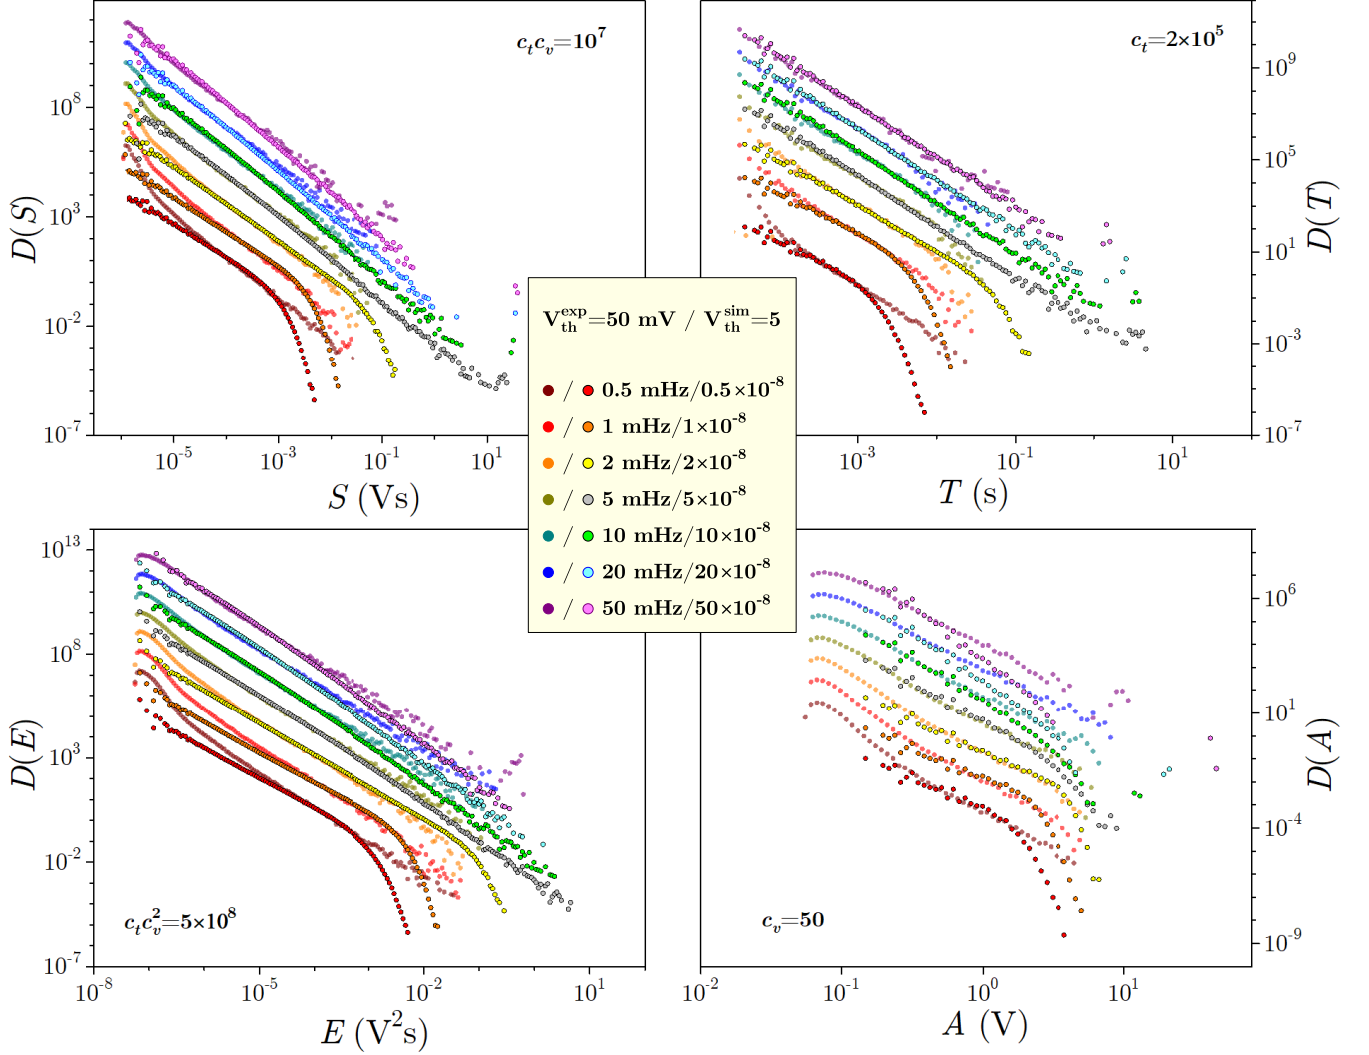 c_t c_v=10^7
10^8
10^3
10^-2
10^-7
D(S)
10^-5
10^-3
10^-1
10^1
S (Vs)
c_t=2×10^5
10^9
10^5
10^1
10^-3
10^-7
D(T)
10^-3
10^-1
10^1
T (s)
V_th^exp=50 mV / V_th^sim=5
/ 0.5 mHz/0.5×10^-8
/ 1 mHz/1×10^-8
/ 2 mHz/2×10^-8
/ 5 mHz/5×10^-8
/ 10 mHz/10×10^-8
/ 20 mHz/20×10^-8
/ 50 mHz/50×10^-8
10^13
10^8
10^3
10^-2
10^-7
D(E)
c_t c_v^2=5×10^8
10^-8
10^-5
10^-2
10^1
E (V^2s)
10^6
10^1
10^-4
10^-9
D(A)
c_v=50
10^-2
10^-1
10^0
10^1
A (V)